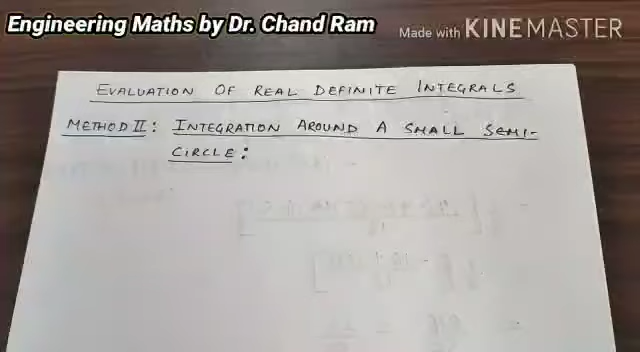 Engineering Maths by Dr. Chand Ram
Made with KINEMASTER
EVALUATION OF REAL DEFINITE INTEGRALS
METHOD II: INTEGRATION AROUND A SMALL SEMI-
CIRCLE: